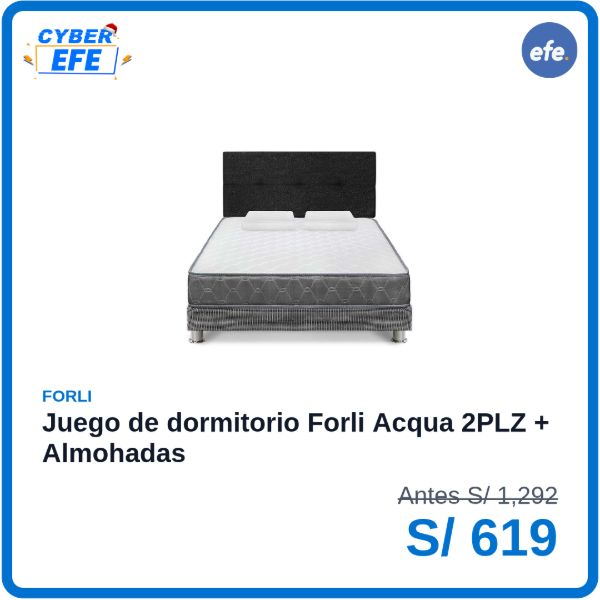 CYBER
EFE
efe.
FORLI
Juego de dormitorio Forli Acqua 2PLZ +
Almohadas
Antes S/ 1,292
S/ 619